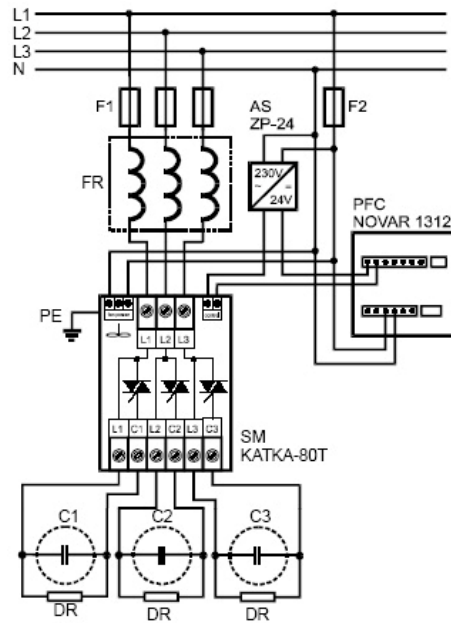 L1
L2
L3
N
F1
AS
ZP-24
F2
FR
230V
~ =
24V
PFC
NOVAR 1312
PE
L1 L2 L3
L1 C1 L2 C2 L3 C3
SM
KATKA-80T
C1 C2 C3
DR DR DR